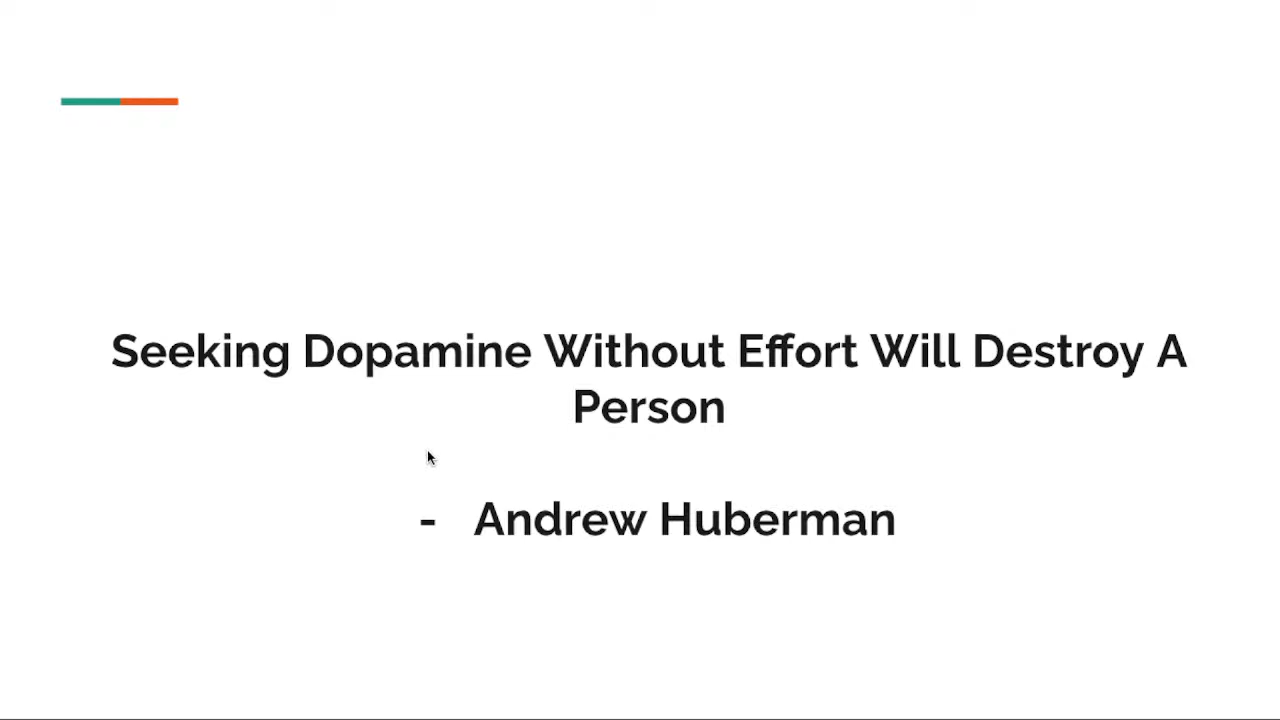 Seeking Dopamine Without Effort Will Destroy A
Person
- Andrew Huberman